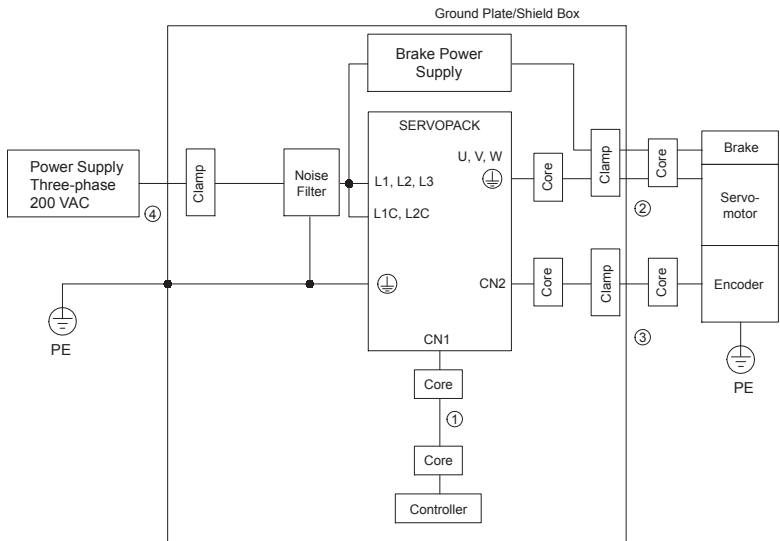 Ground Plate/Shield Box
Brake Power
Supply
SERVOPACK
U, V, W
Power Supply
Three-phase
200 VAC
④
Clamp
Noise
Filter
L1, L2, L3
L1C, L2C
Core
Clamp
Core
Brake
②
Servo-
motor
PE
CN2
Core
Clamp
Core
Encoder
③
PE
CN1
Core
①
Core
Controller